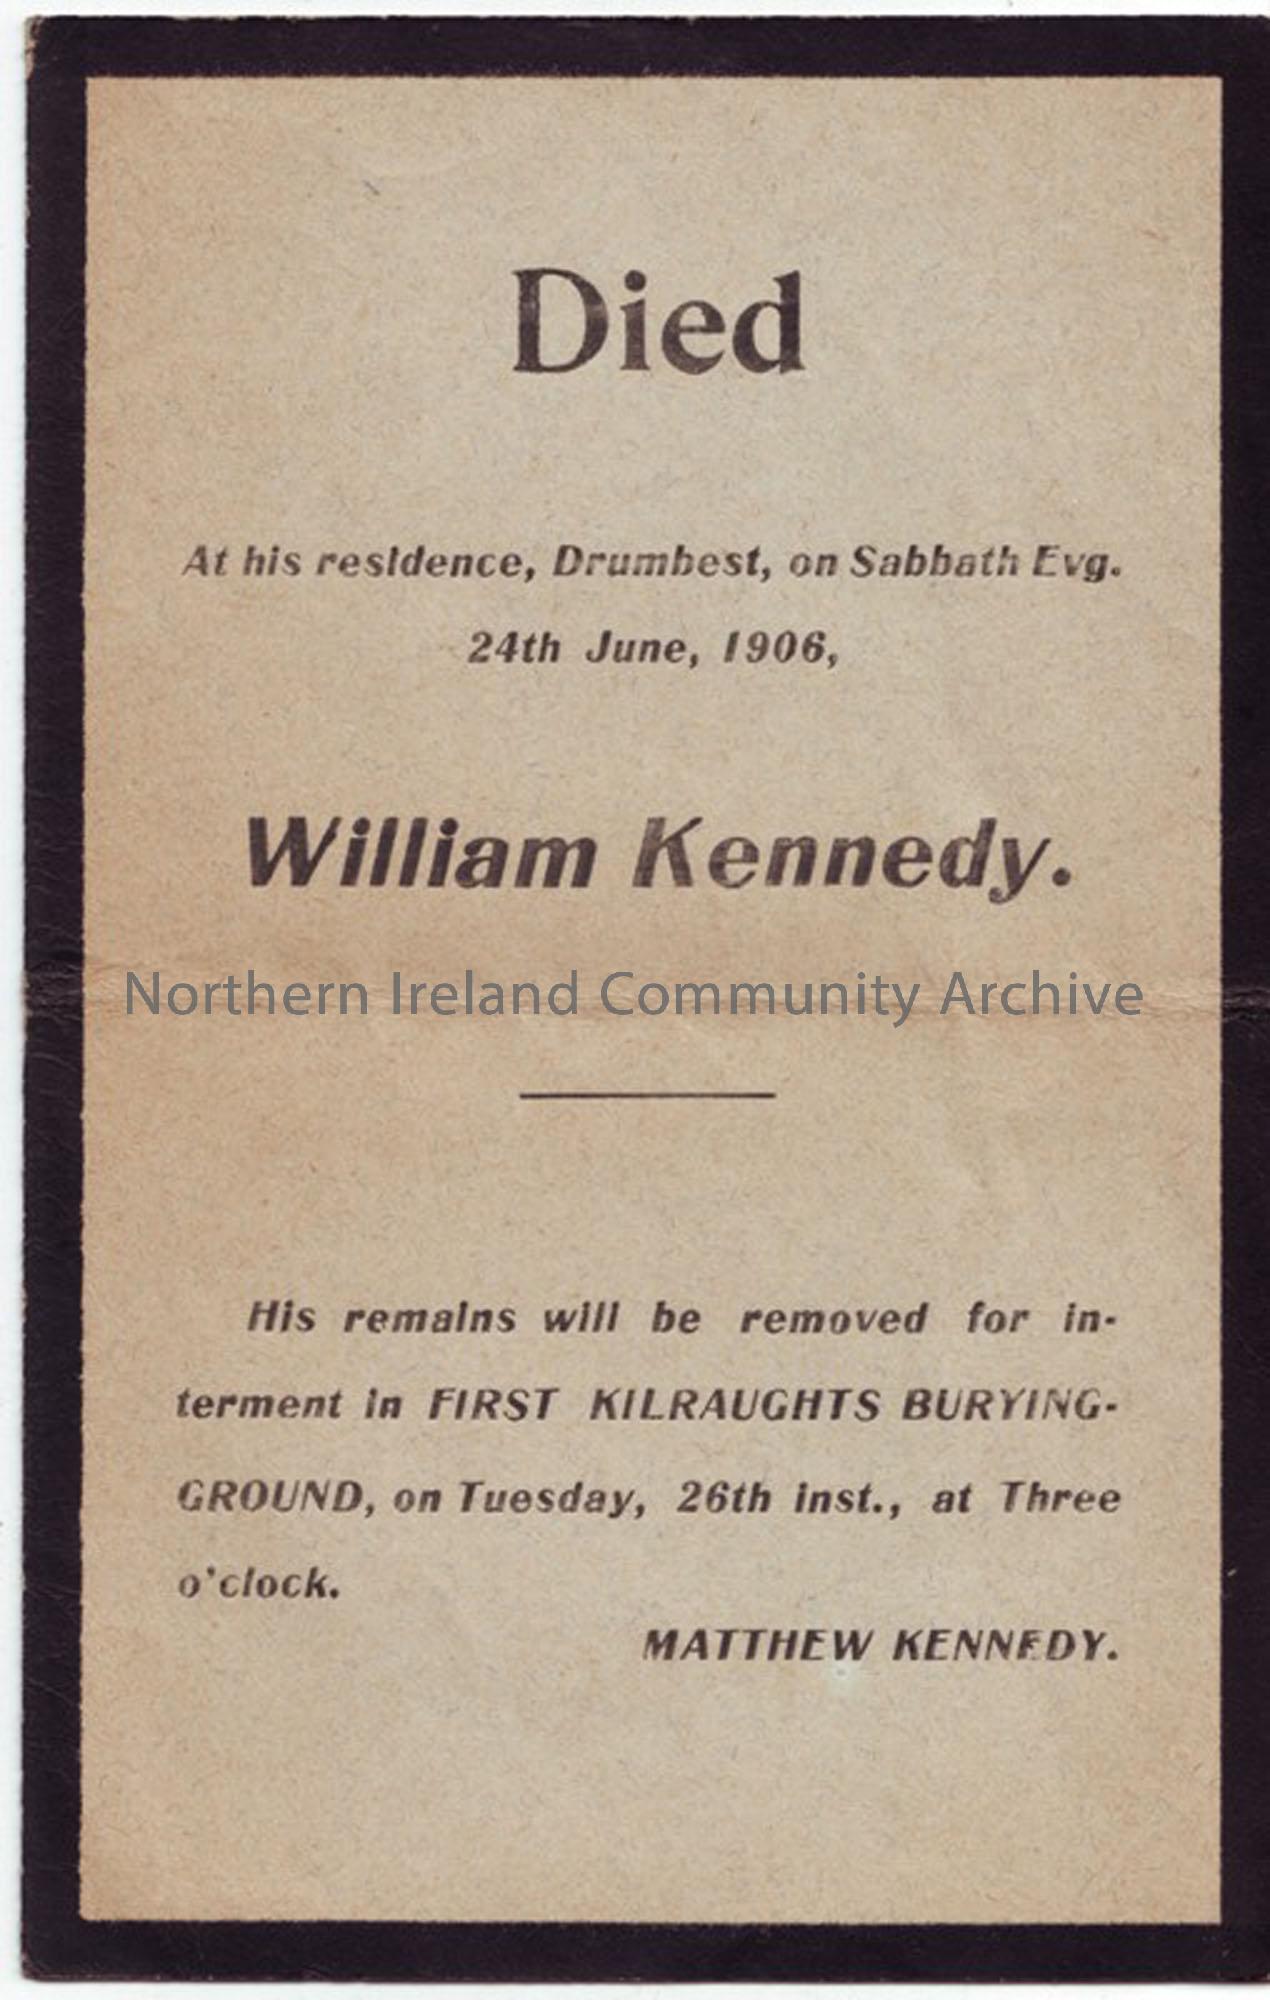 Died
At his residence, Drumbest, on Sabbath Evg.
24th June, 1906,
William Kennedy.
Northern Ireland Community Archive
His remains will be removed for in-
terment in FIRST KILRAUGHTS BURYING-
GROUND, on Tuesday, 26th inst., at Three
o'clock.
MATTHEW KENNEDY.